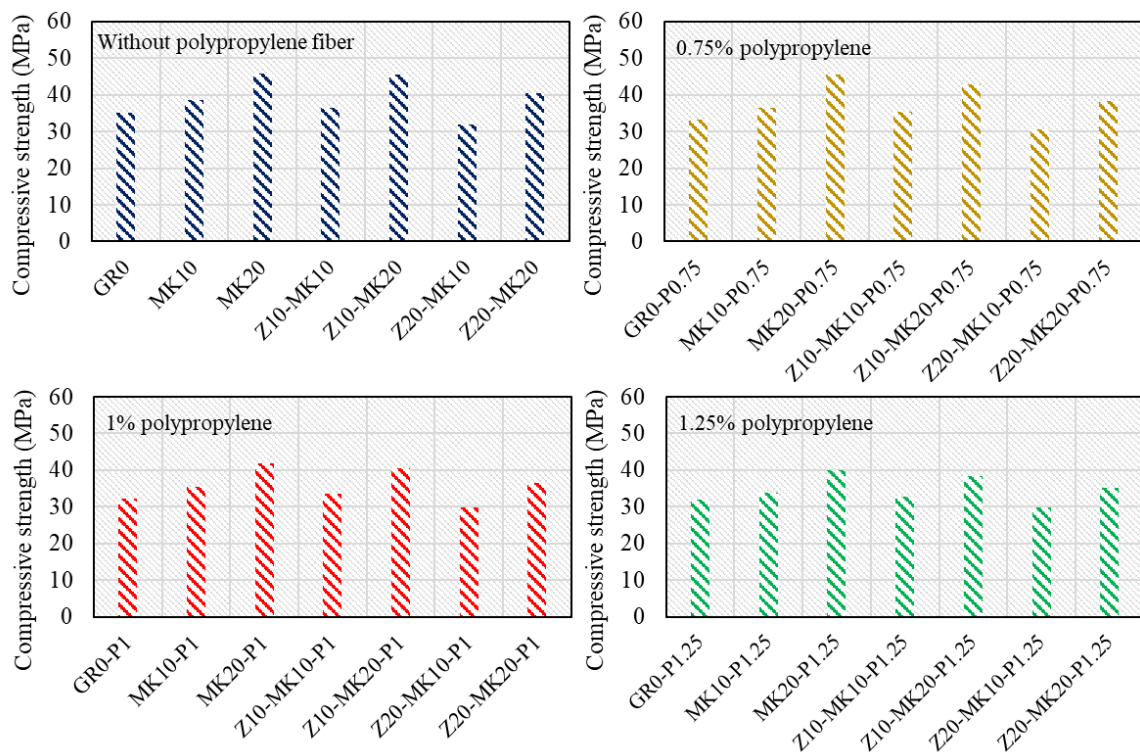 Compressive strength (MPa)
60
50
40
30
20
10
0
Without polypropylene fiber
GR0
MK10
MK20
Z10-MK10
Z10-MK20
Z20-MK10
Z20-MK20
Compressive strength (MPa)
60
50
40
30
20
10
0
0.75% polypropylene
GR0-P0.75
MK10-P0.75
MK20-P0.75
Z10-MK10-P0.75
Z10-MK20-P0.75
Z20-MK10-P0.75
Z20-MK20-P0.75
Compressive strength (MPa)
60
50
40
30
20
10
0
1% polypropylene
GR0-P1
MK10-P1
MK20-P1
Z10-MK10-P1
Z10-MK20-P1
Z20-MK10-P1
Z20-MK20-P1
Compressive strength (MPa)
60
50
40
30
20
10
0
1.25% polypropylene
GR0-P1.25
MK10-P1.25
MK20-P1.25
Z10-MK10-P1.25
Z10-MK20-P1.25
Z20-MK10-P1.25
Z20-MK20-P1.25